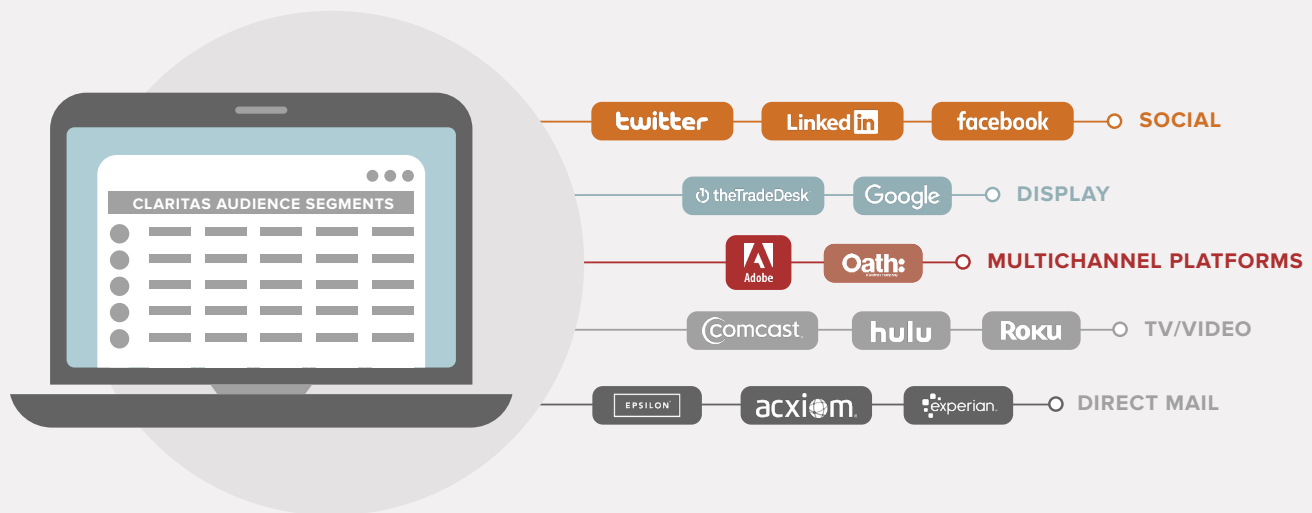 CLARITAS AUDIENCE SEGMENTS
twitter LinkedIn facebook SOCIAL
theTradeDesk Google DISPLAY
Adobe Oath: MULTICHANNEL PLATFORMS
comcast hulu ROKU TV/VIDEO
EPSILON acxiom experian. DIRECT MAIL